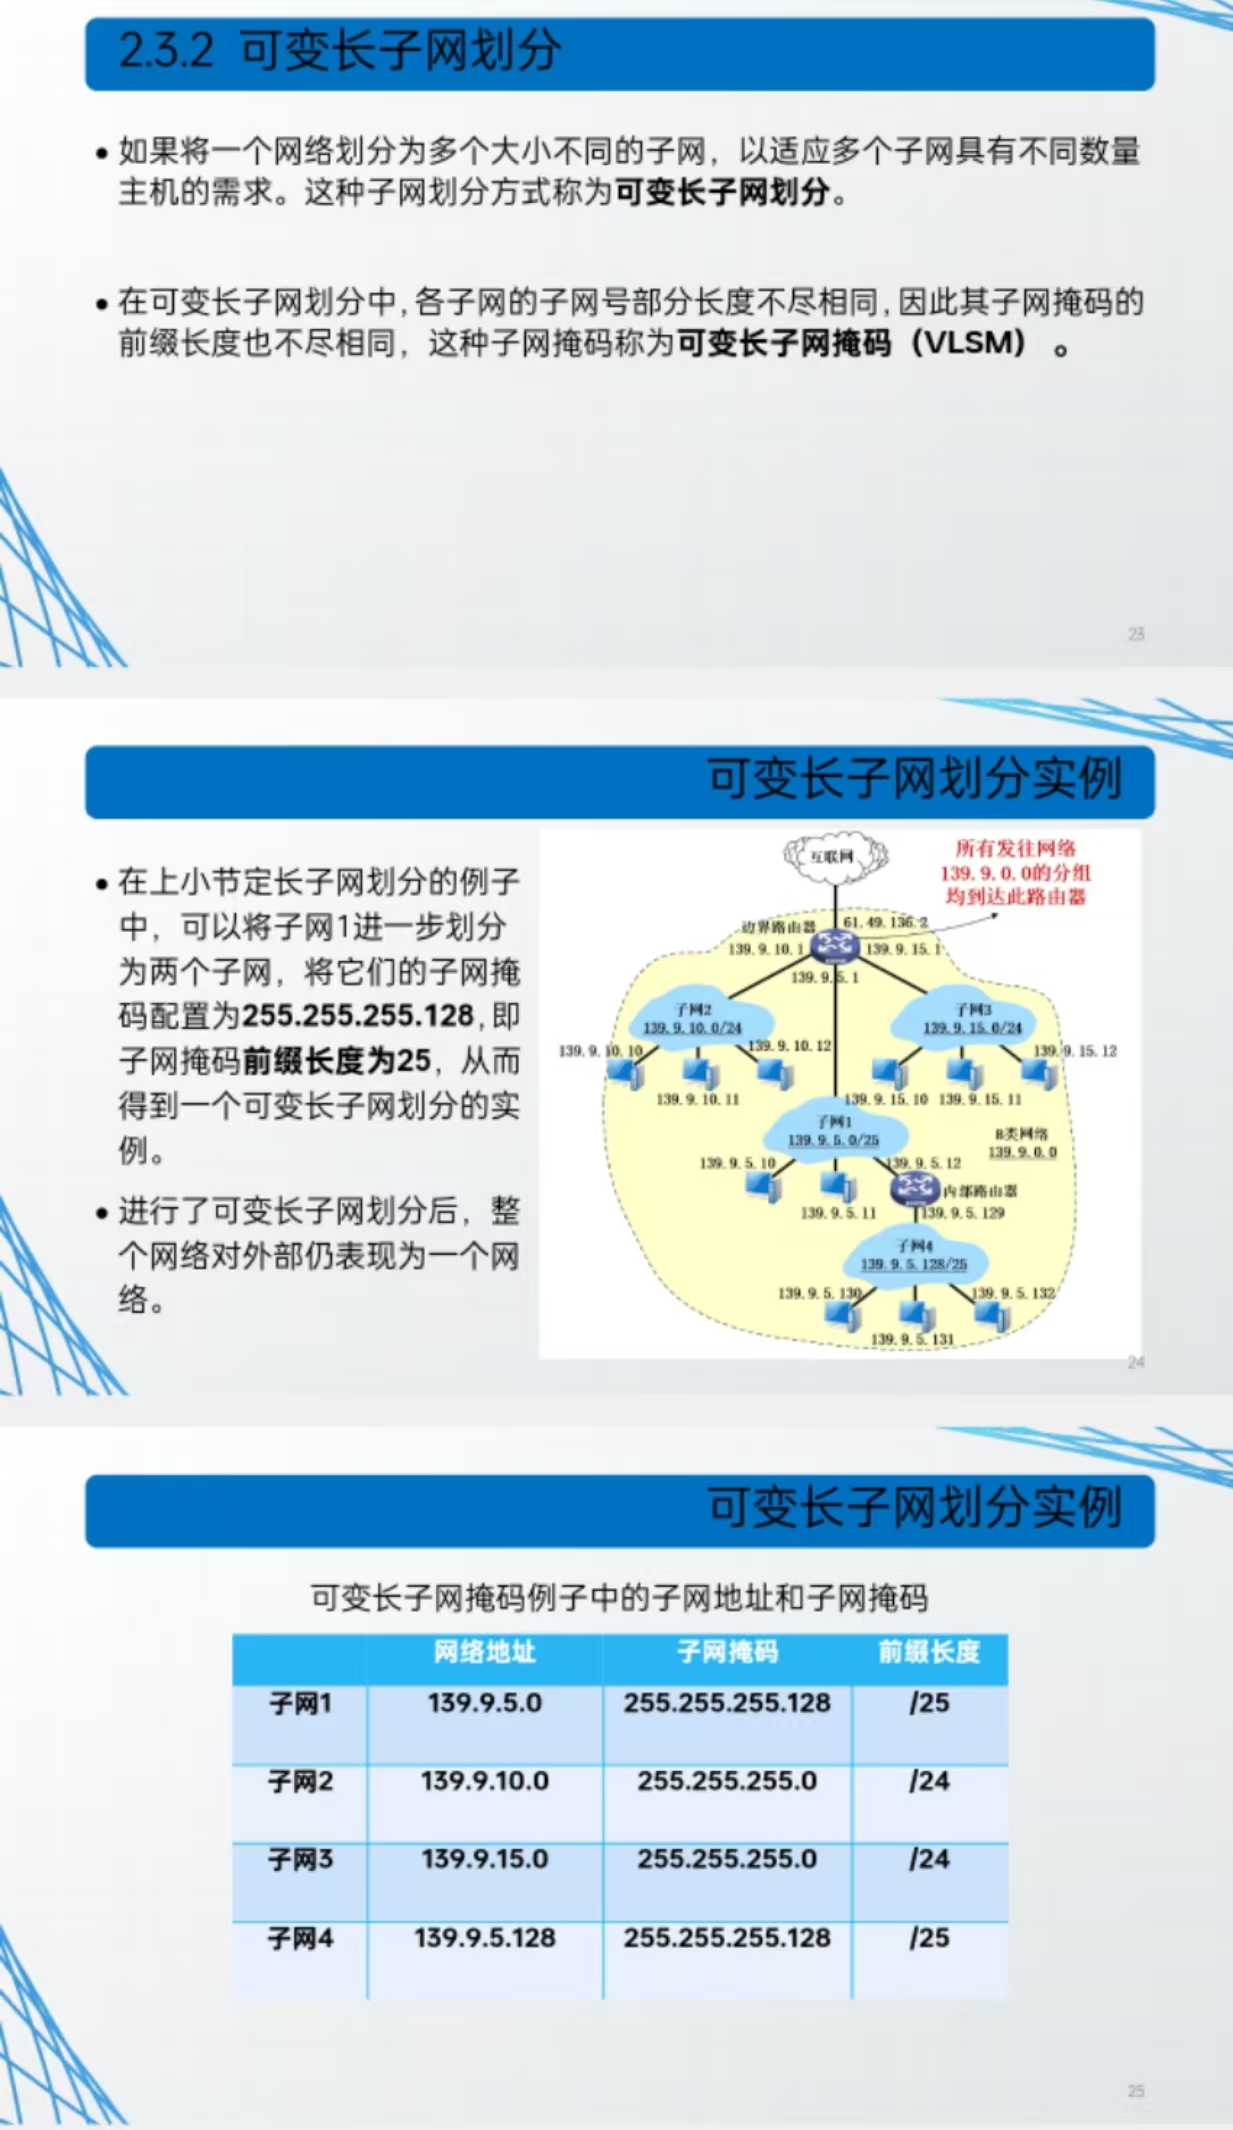 2.3.2 可变长子网划分
• 如果将一个网络划分为多个大小不同的子网，以适应多个子网具有不同数量
主机的需求。这种子网划分方式称为可变长子网划分。
• 在可变长子网划分中,各子网的子网号部分长度不尽相同,因此其子网掩码的
前缀长度也不尽相同，这种子网掩码称为可变长子网掩码（VLSM） 。
23
可变长子网划分实例
• 在上小节定长子网划分的例子
中，可以将子网1进一步划分
为两个子网，将它们的子网掩
码配置为255.255.255.128,即
子网掩码前缀长度为25，从而
得到一个可变长子网划分的实
例。
• 进行了可变长子网划分后，整
个网络对外部仍表现为一个网
络。
互联网
所有发往网络
139.9.0.0的分组
均到达此路由器
边界路由器
61.49.136.2
139.9.10.1
139.9.15.1
139.9.5.1
子网2
139.9.10.0/24
子网3
139.9.15.0/24
139.9.10.10
139.9.10.12
139.9.15.12
139.9.10.11
139.9.15.10
139.9.15.11
子网1
139.9.5.0/25
B类网络
139.9.0.0
139.9.5.10
139.9.5.12
内部路由器
139.9.5.11
139.9.5.129
子网4
139.9.5.128/25
139.9.5.130
139.9.5.132
139.9.5.131
24
可变长子网划分实例
可变长子网掩码例子中的子网地址和子网掩码
网络地址 子网掩码 前缀长度
子网1 139.9.5.0 255.255.255.128 /25
子网2 139.9.10.0 255.255.255.0 /24
子网3 139.9.15.0 255.255.255.0 /24
子网4 139.9.5.128 255.255.255.128 /25
25